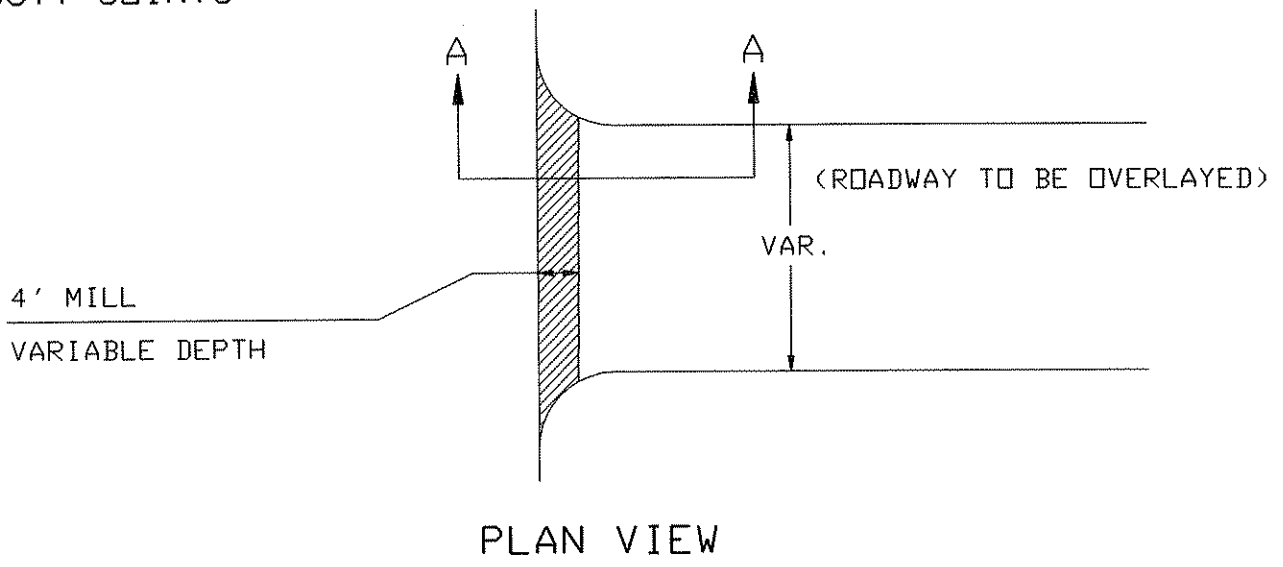 A A
(ROADWAY TO BE OVERLAYED)
VAR.
4' MILL
VARIABLE DEPTH
PLAN VIEW